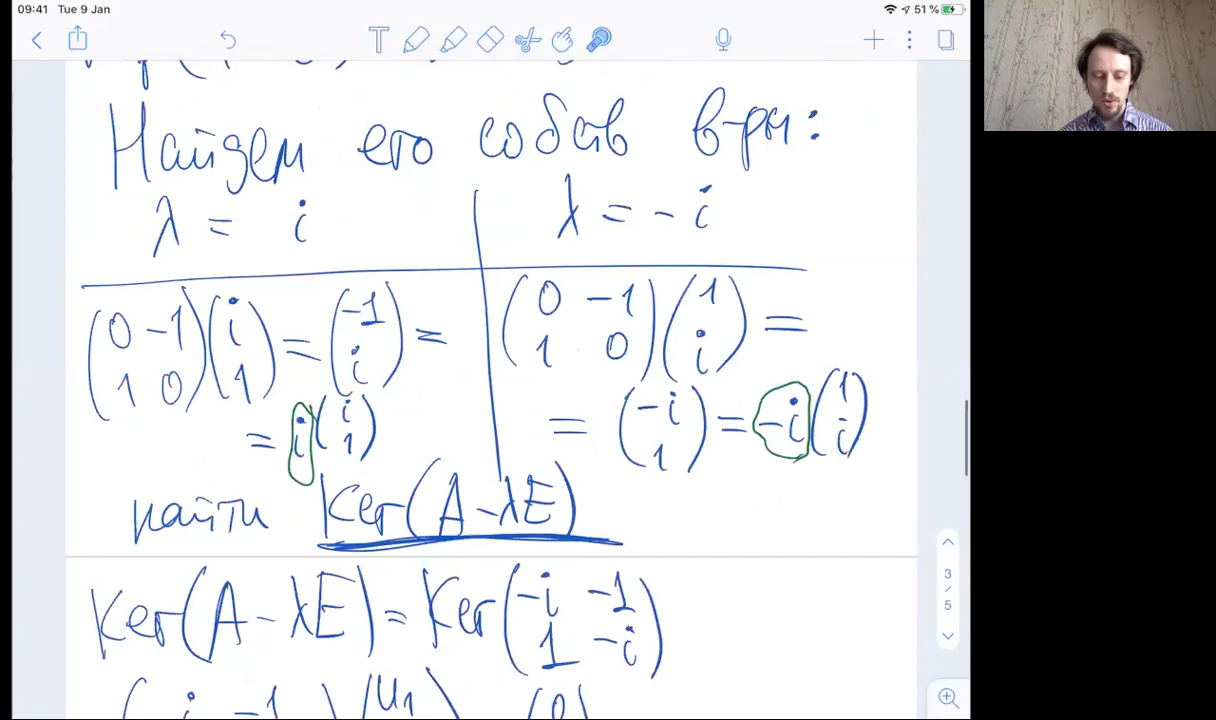 09:41 Tue 9 Jan 51 %
Найдем его собств в-ры:
λ = i
λ = - i
(0 -1; 1 0)(i; 1) = (-1; i) =
= i (i; 1)
(0 -1; 1 0)(1; i) =
= (-i; 1) = -i (1; i)
найти Ker(A - λE)
3 / 5
Ker(A - λE) = Ker(-i -1; 1 -i)